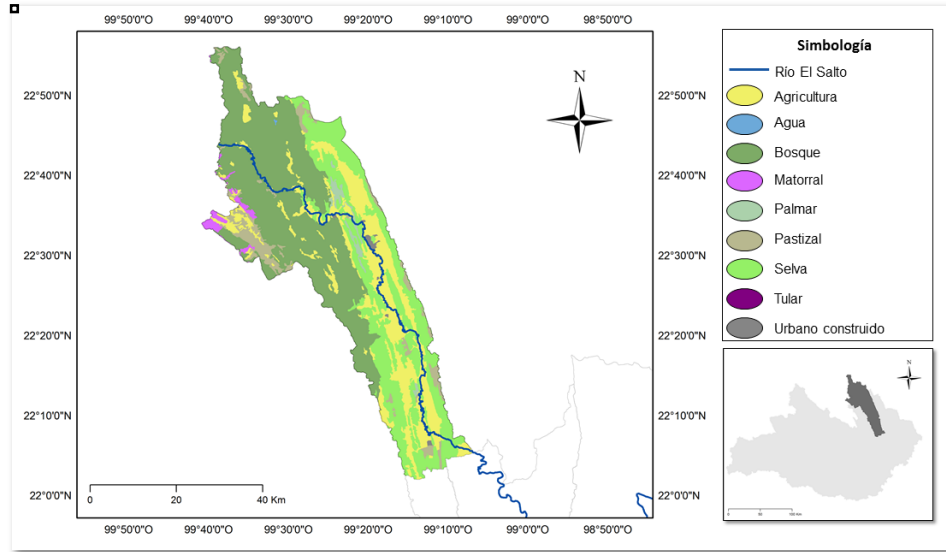 99°50'0"O 99°40'0"O 99°30'0"O 99°20'0"O 99°10'0"O 99°0'0"O 98°50'0"O
22°50'0"N 22°50'0"N
22°40'0"N 22°40'0"N
22°30'0"N 22°30'0"N
22°20'0"N 22°20'0"N
22°10'0"N 22°10'0"N
22°0'0"N 22°0'0"N
N
0 20 40 Km
99°50'0"O 99°40'0"O 99°30'0"O 99°20'0"O 99°10'0"O 99°0'0"O 98°50'0"O
Simbología
Río El Salto
Agricultura
Agua
Bosque
Matorral
Palmar
Pastizal
Selva
Tular
Urbano construido
N